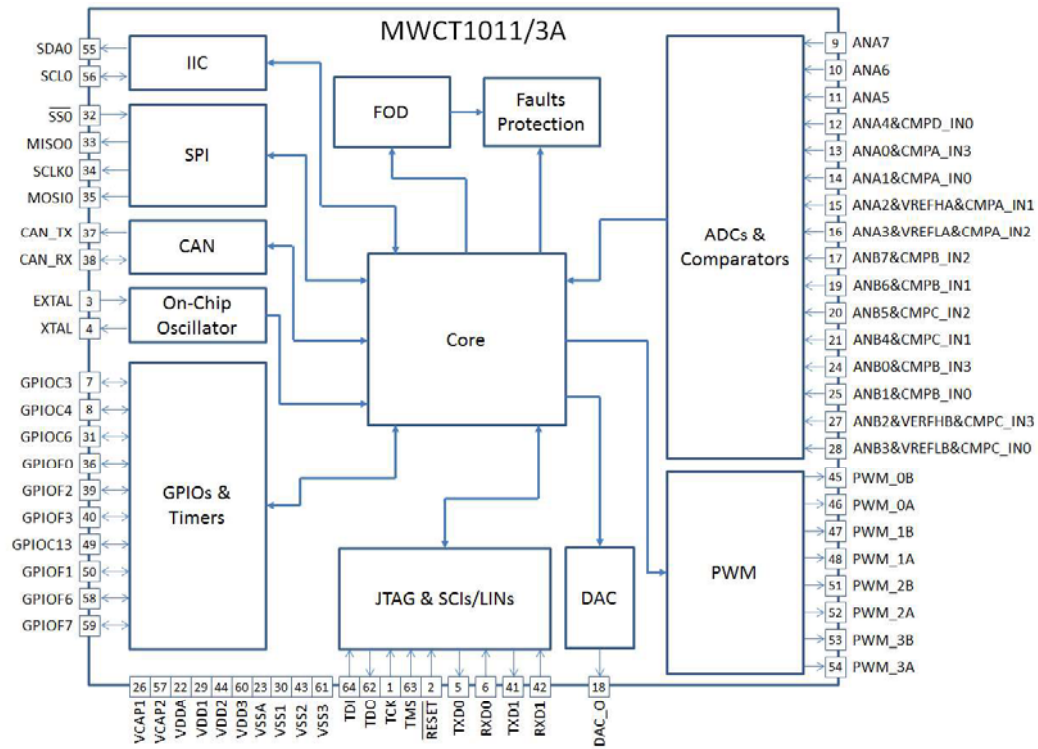 MWCT1011/3A
SDA0 55
SCL0 56
IIC
SS0 32
MISO0 33
SCLK0 34
MOSI0 35
SPI
CAN_TX 37
CAN_RX 38
CAN
EXTAL 3
XTAL 4
On-Chip
Oscillator
GPIOC3 7
GPIOC4 8
GPIOC6 31
GPIOF0 36
GPIOF2 39
GPIOF3 40
GPIOC13 49
GPIOF1 50
GPIOF6 58
GPIOF7 59
GPIOs &
Timers
FOD
Faults
Protection
Core
JTAG & SCIs/LINs
DAC
ADCs &
Comparators
PWM
9 ANA7
10 ANA6
11 ANA5
12 ANA4&CMPD_IN0
13 ANA0&CMPA_IN3
14 ANA1&CMPA_IN0
15 ANA2&VREFHA&CMPA_IN1
16 ANA3&VREFLA&CMPA_IN2
17 ANB7&CMPB_IN2
19 ANB6&CMPB_IN1
20 ANB5&CMPC_IN2
21 ANB4&CMPC_IN1
24 ANB0&CMPB_IN3
25 ANB1&CMPB_IN0
27 ANB2&VERFHB&CMPC_IN3
28 ANB3&VREFLB&CMPC_IN0
45 PWM_0B
46 PWM_0A
47 PWM_1B
48 PWM_1A
51 PWM_2B
52 PWM_2A
53 PWM_3B
54 PWM_3A
26 VCAP1
57 VCAP2
22 VDDA
29 VDD1
44 VDD2
60 VDD3
23 VSSA
30 VSS1
43 VSS2
61 VSS3
64 TDI
62 TDO
1 TCK
63 TMS
2 RESET
5 TXD0
6 RXD0
41 TXD1
42 RXD1
18 DAC_O